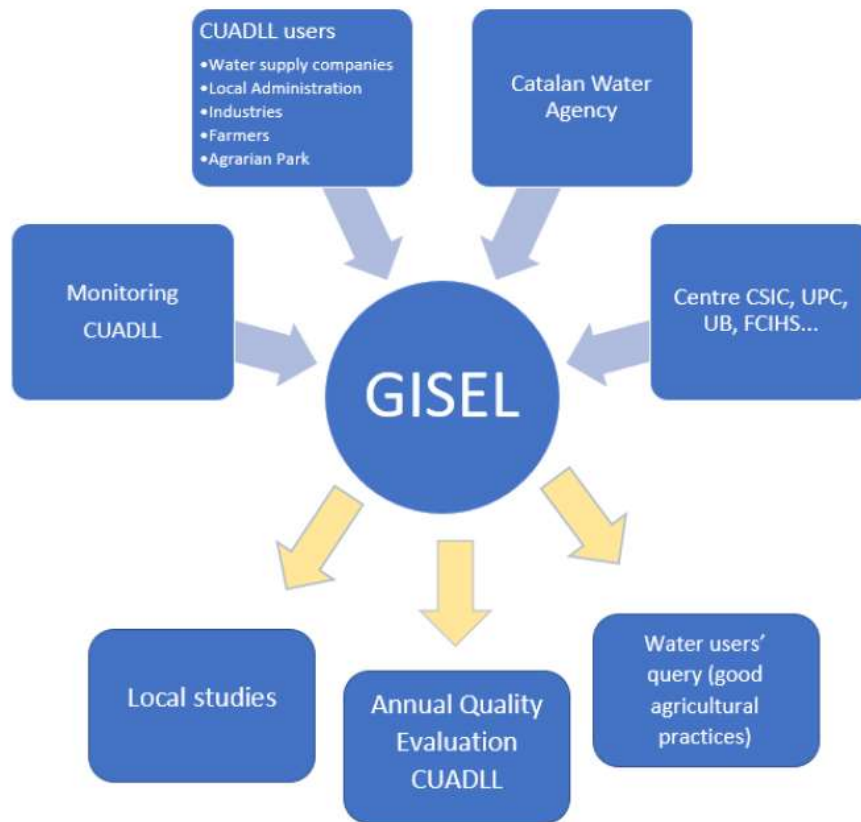 CUADLL users
•Water supply companies
•Local Administration
•Industries
•Farmers
•Agrarian Park
Catalan Water
Agency
Monitoring
CUADLL
Centre CSIC, UPC,
UB, FCIHS...
GISEL
Local studies
Annual Quality
Evaluation
CUADLL
Water users’
query (good
agricultural
practices)